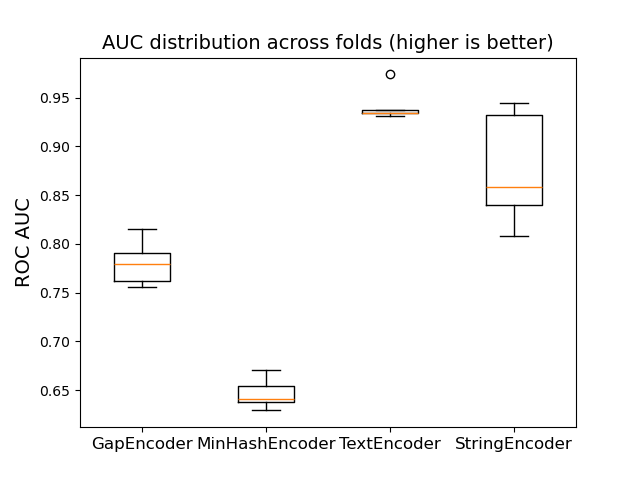 AUC distribution across folds (higher is better)
ROC AUC
0.95
0.90
0.85
0.80
0.75
0.70
0.65
GapEncoder MinHashEncoder TextEncoder StringEncoder